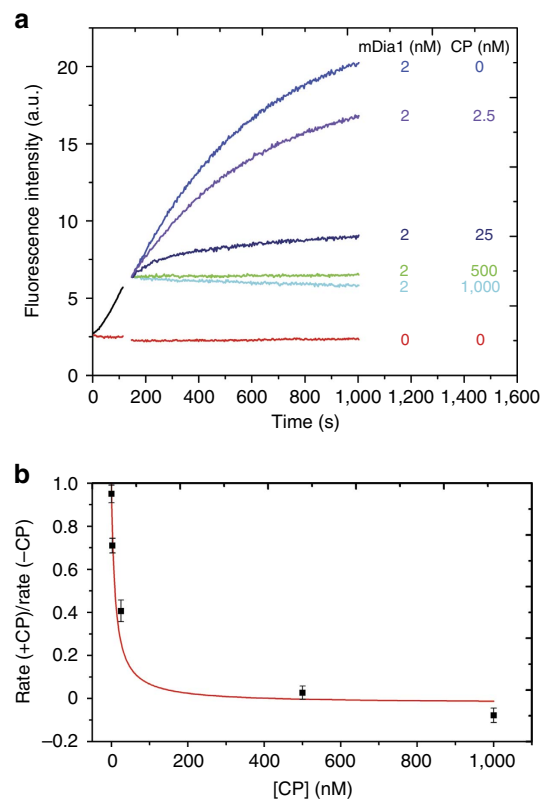 a
mDia1 (nM) CP (nM)
2 0
2 2.5
2 25
2 500
2 1,000
0 0
Fluorescence intensity (a.u.)
20
15
10
5
0
0 200 400 600 800 1,000 1,200 1,400 1,600
Time (s)
b
Rate (+CP)/rate (−CP)
1.0
0.8
0.6
0.4
0.2
0
−0.2
0 200 400 600 800 1,000
[CP] (nM)